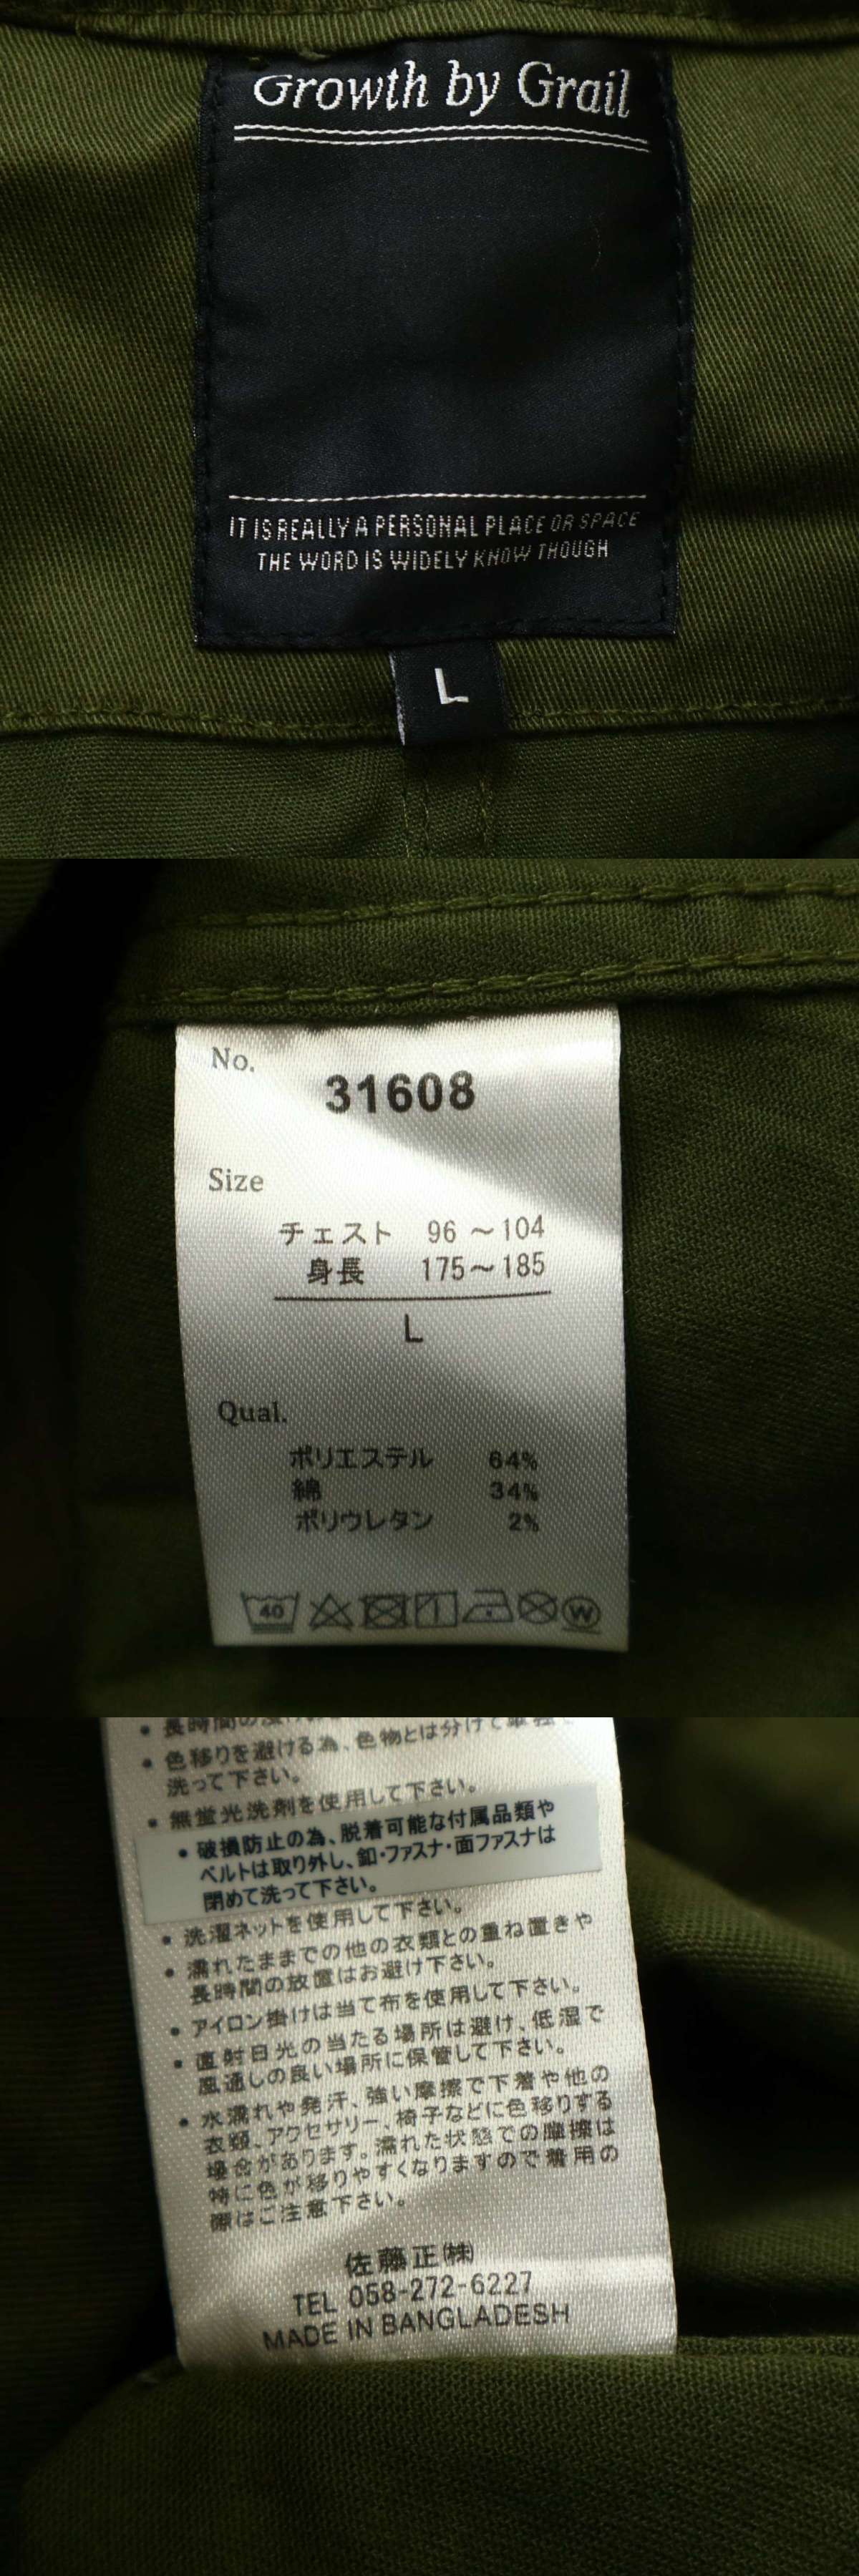 Growth by Grail
IT IS REALLY A PERSONAL PLACE OR SPACE
THE WORD IS WIDELY KNOW THOUGH
L
No.
31608
Size
チェスト 96 〜104
身長 175〜185
L
Qual.
ポリエステル 64%
綿 34%
ポリウレタン 2%
40
W
• 長時間の
• 色移りを避ける為、色物とは分けて
洗って下さい。
• 無蛍光洗剤を使用して下さい。
• 破損防止の為、脱着可能な付属品類や
ベルトは取り外し、釦・ファスナ・面ファスナは
閉めて洗って下さい。
• 洗濯ネットを使用して下さい。
• 濡れたままでの他の衣類との重ね置きや
長時間の放置はお避け下さい。
• アイロン掛けは当て布を使用して下さい。
• 直射日光の当たる場所は避け、低湿で
風通しの良い場所に保管して下さい。
• 水濡れや発汗、強い摩擦で下着や他の
衣類、アクセサリー、椅子などに色移りする
場合があります。濡れた状態での摩擦は
特に色が移りやすくなりますので着用の
際はご注意下さい。
佐藤正㈱
TEL 058-272-6227
MADE IN BANGLADESH